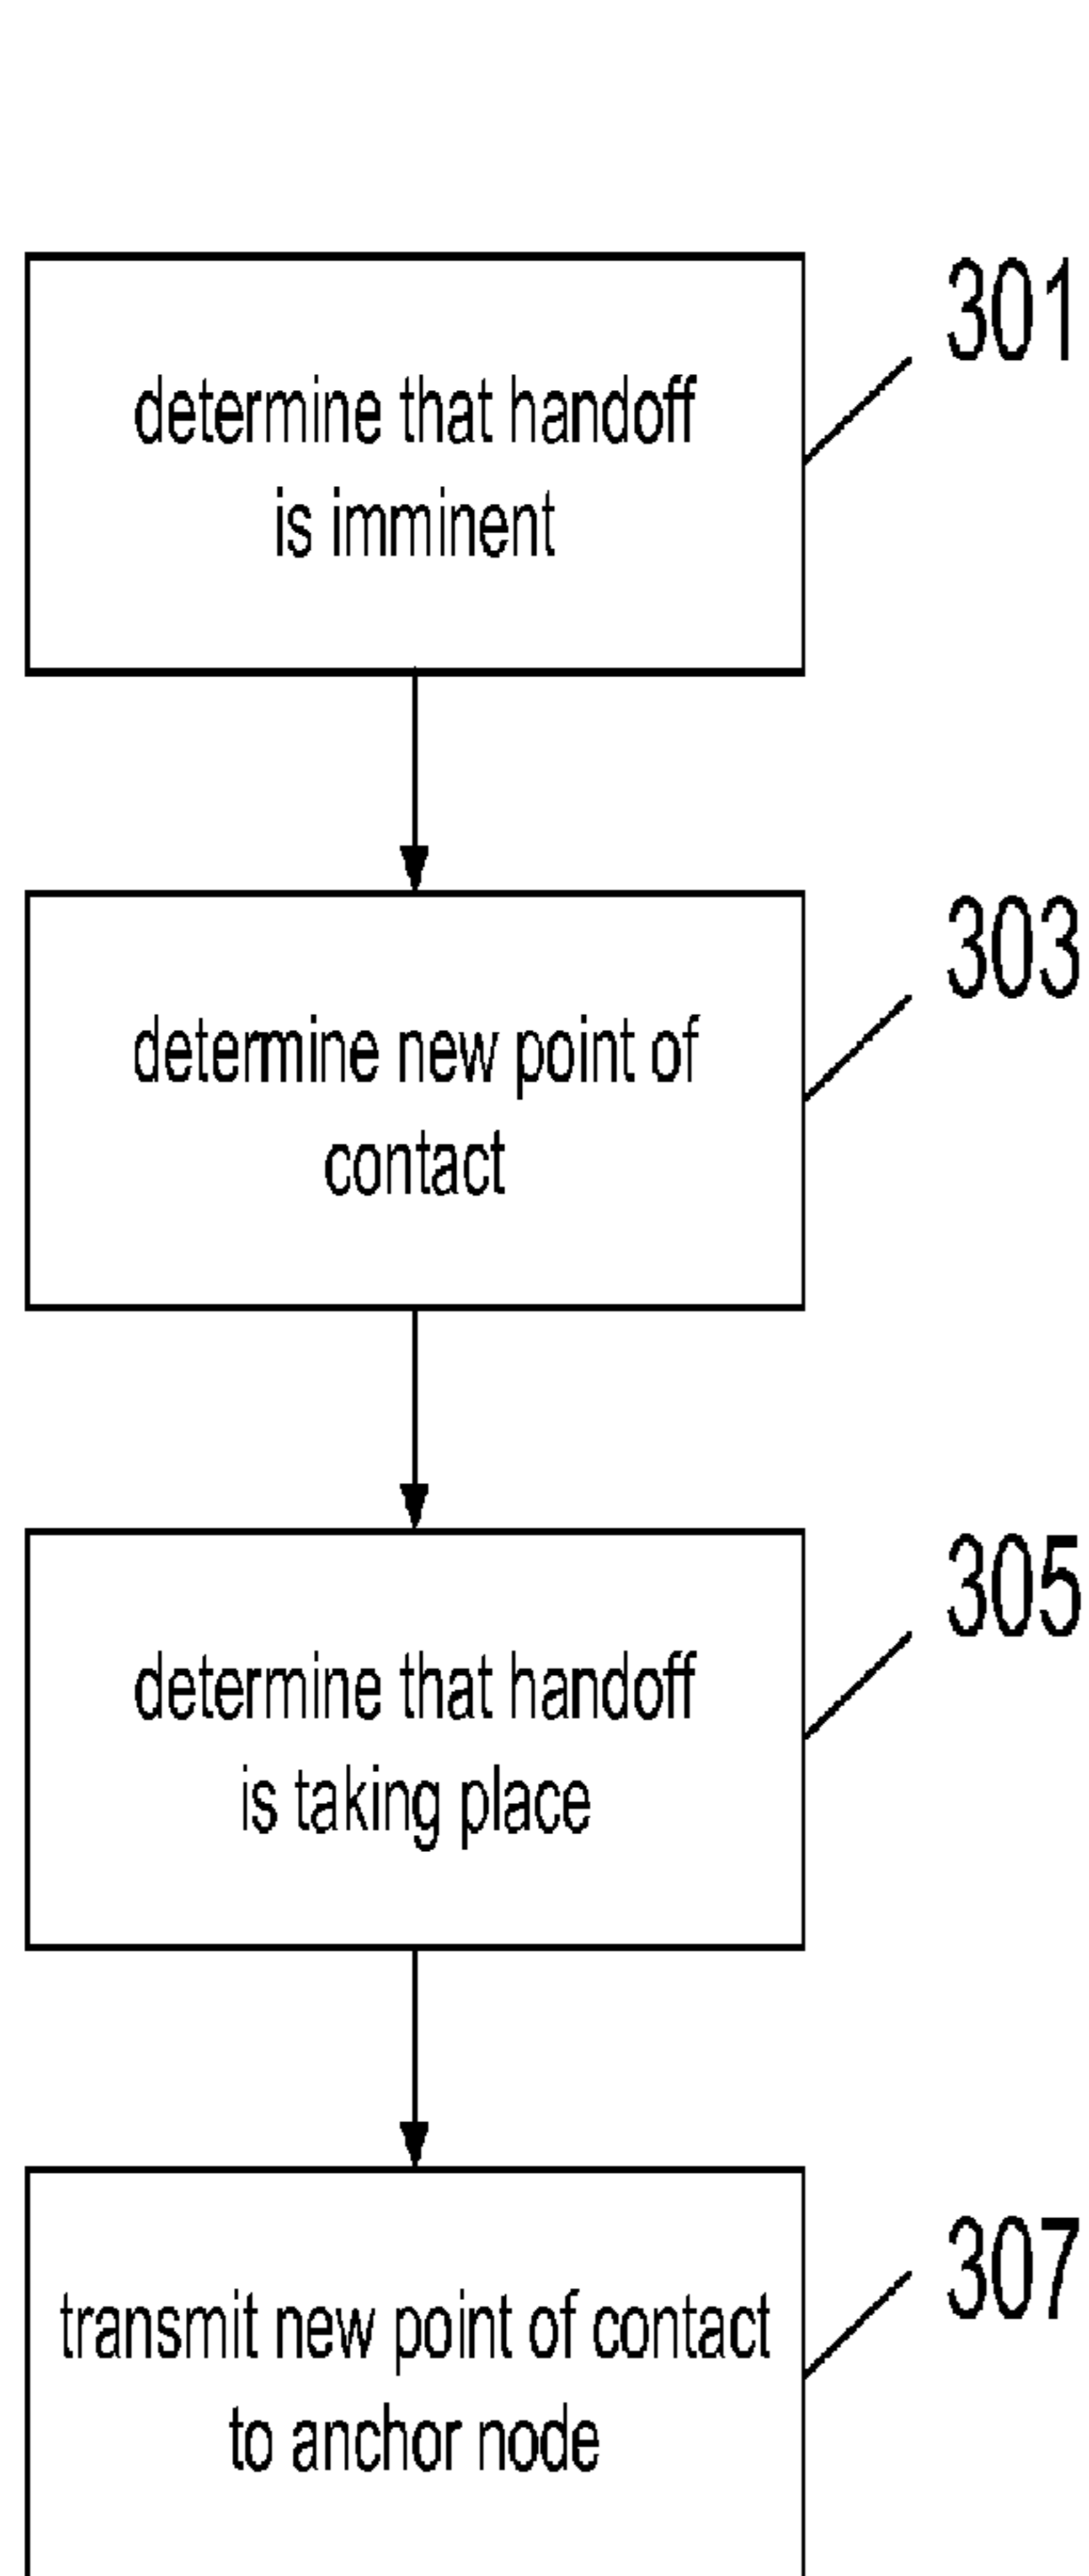 301
determine that handoff
is imminent
303
determine new point of
contact
305
determine that handoff
is taking place
307
transmit new point of contact
to anchor node